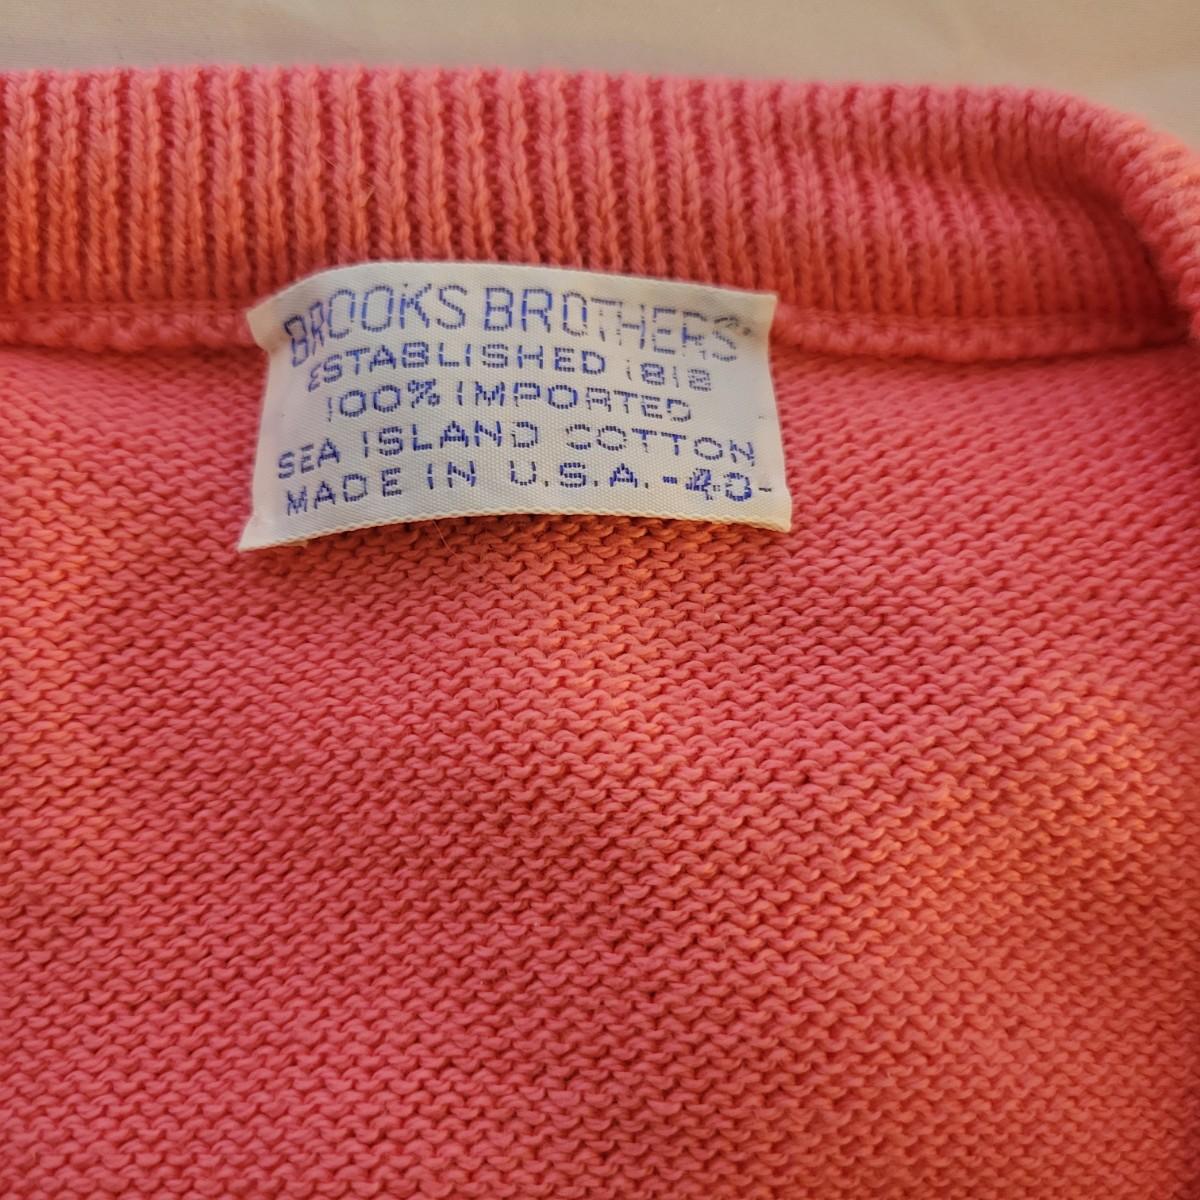 BROOKS BROTHERS
ESTABLISHED 1818
100% IMPORTED
SEA ISLAND COTTON
MADE IN U.S.A. -40-